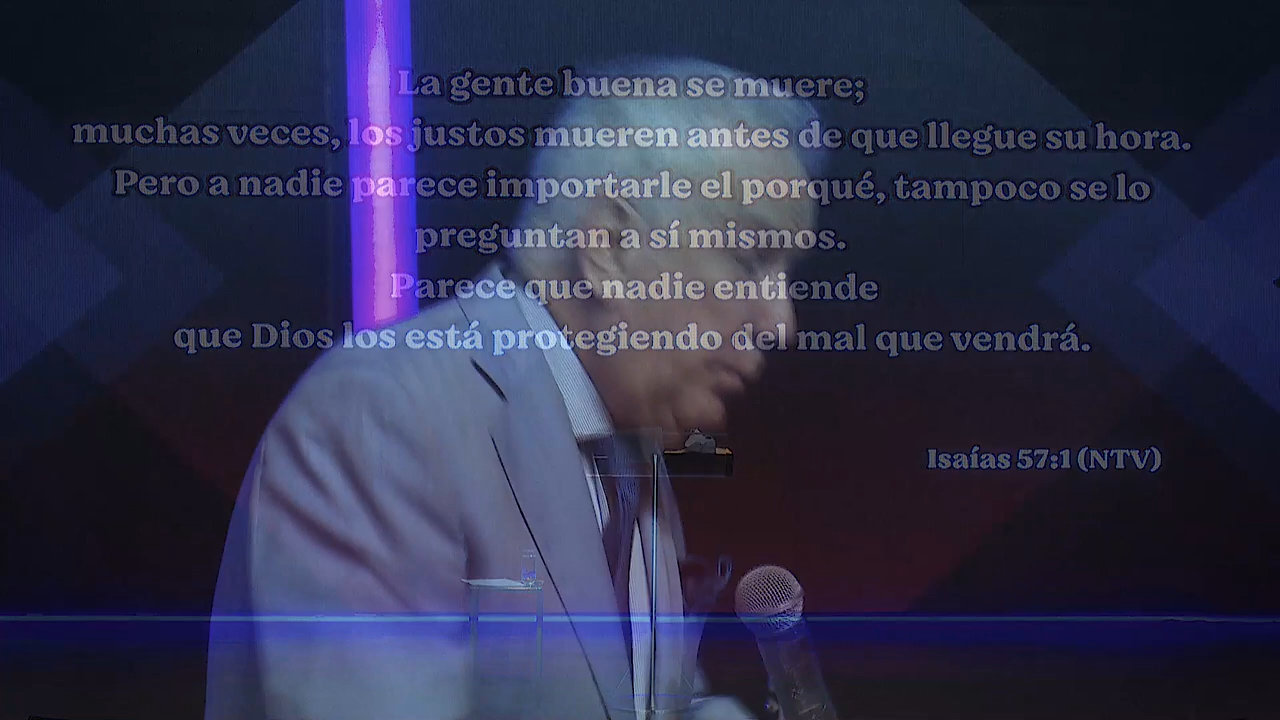 La gente buena se muere;
muchas veces, los justos mueren antes de que llegue su hora.
Pero a nadie parece importarle el porqué, tampoco se lo
preguntan a sí mismos.
Parece que nadie entiende
que Dios los está protegiendo del mal que vendrá.
Isaías 57:1 (NTV)